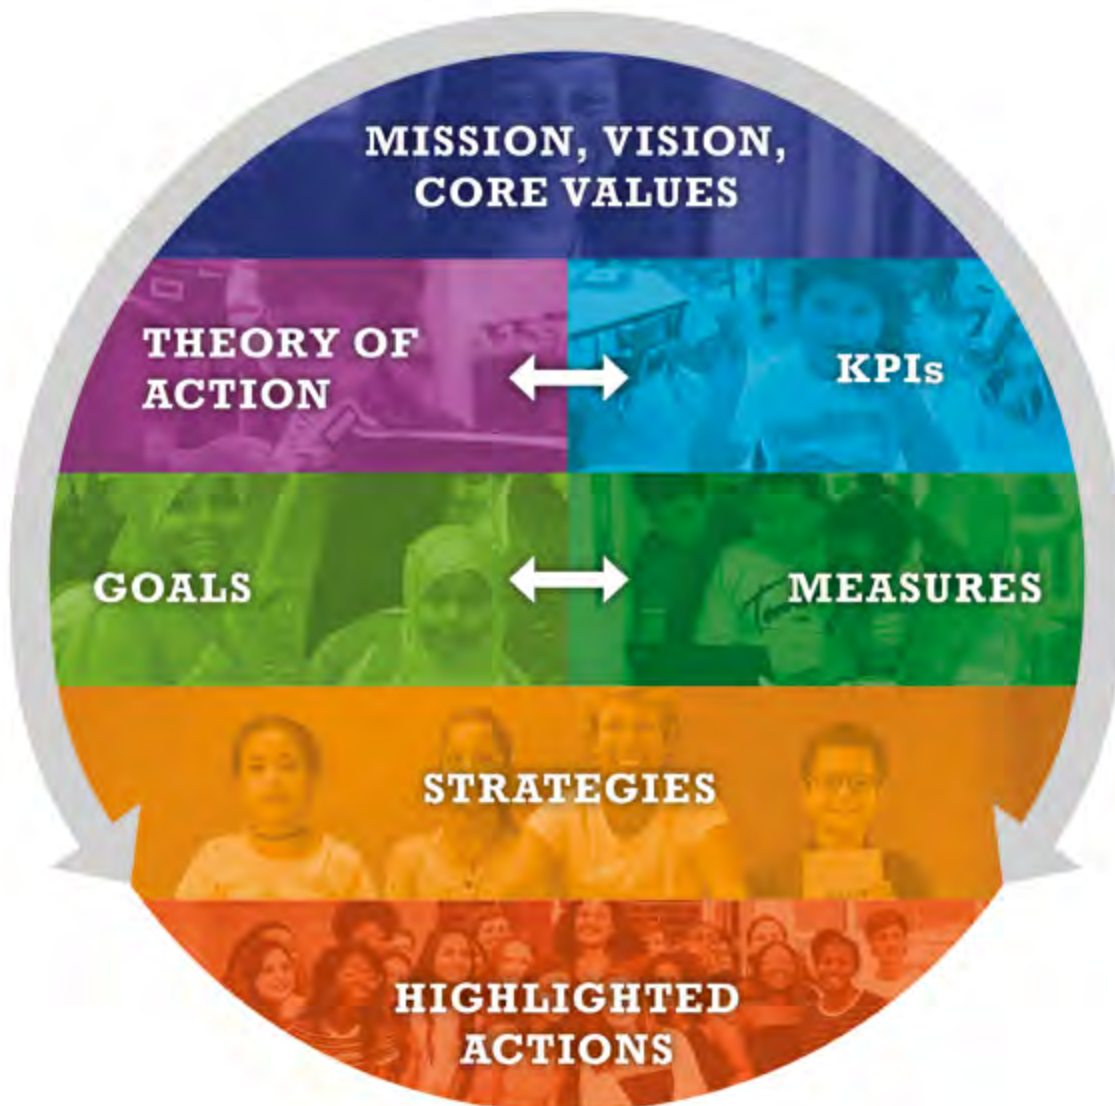 MISSION, VISION,
CORE VALUES
THEORY OF
ACTION
KPIs
GOALS
MEASURES
STRATEGIES
HIGHLIGHTED
ACTIONS